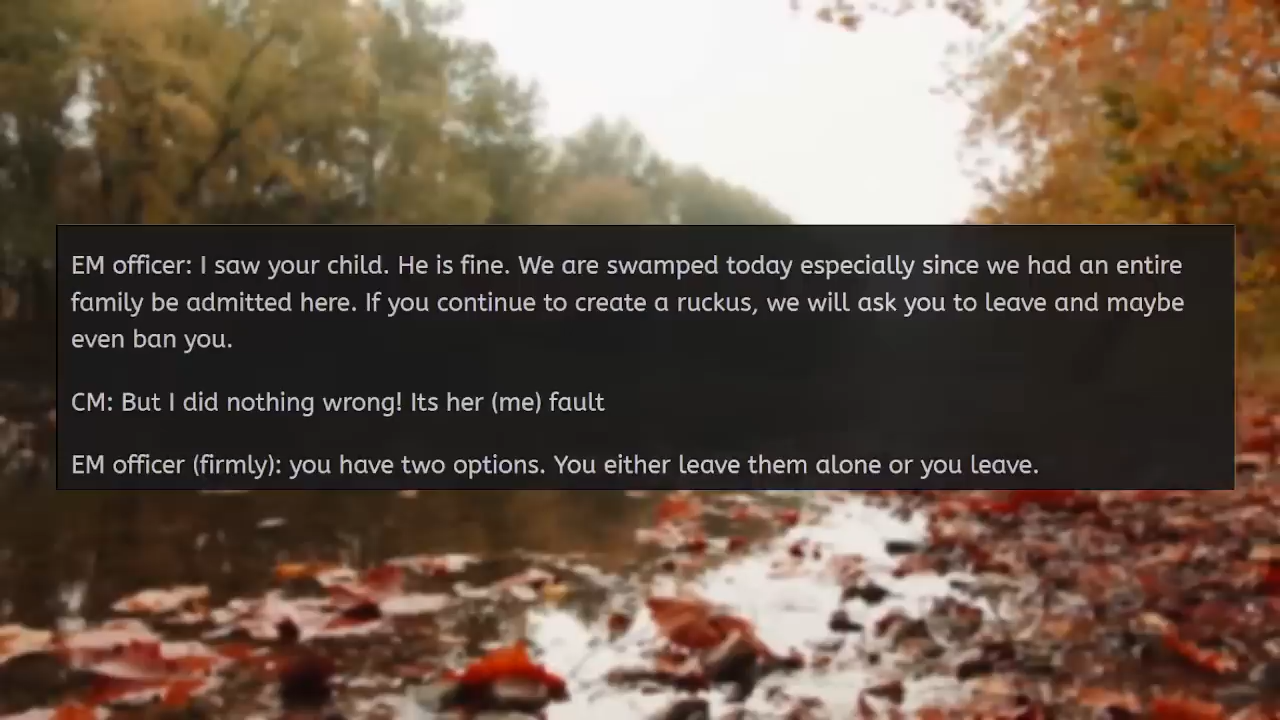 EM officer: I saw your child. He is fine. We are swamped today especially since we had an entire
family be admitted here. If you continue to create a ruckus, we will ask you to leave and maybe
even ban you.
CM: But I did nothing wrong! Its her (me) fault
EM officer (firmly): you have two options. You either leave them alone or you leave.